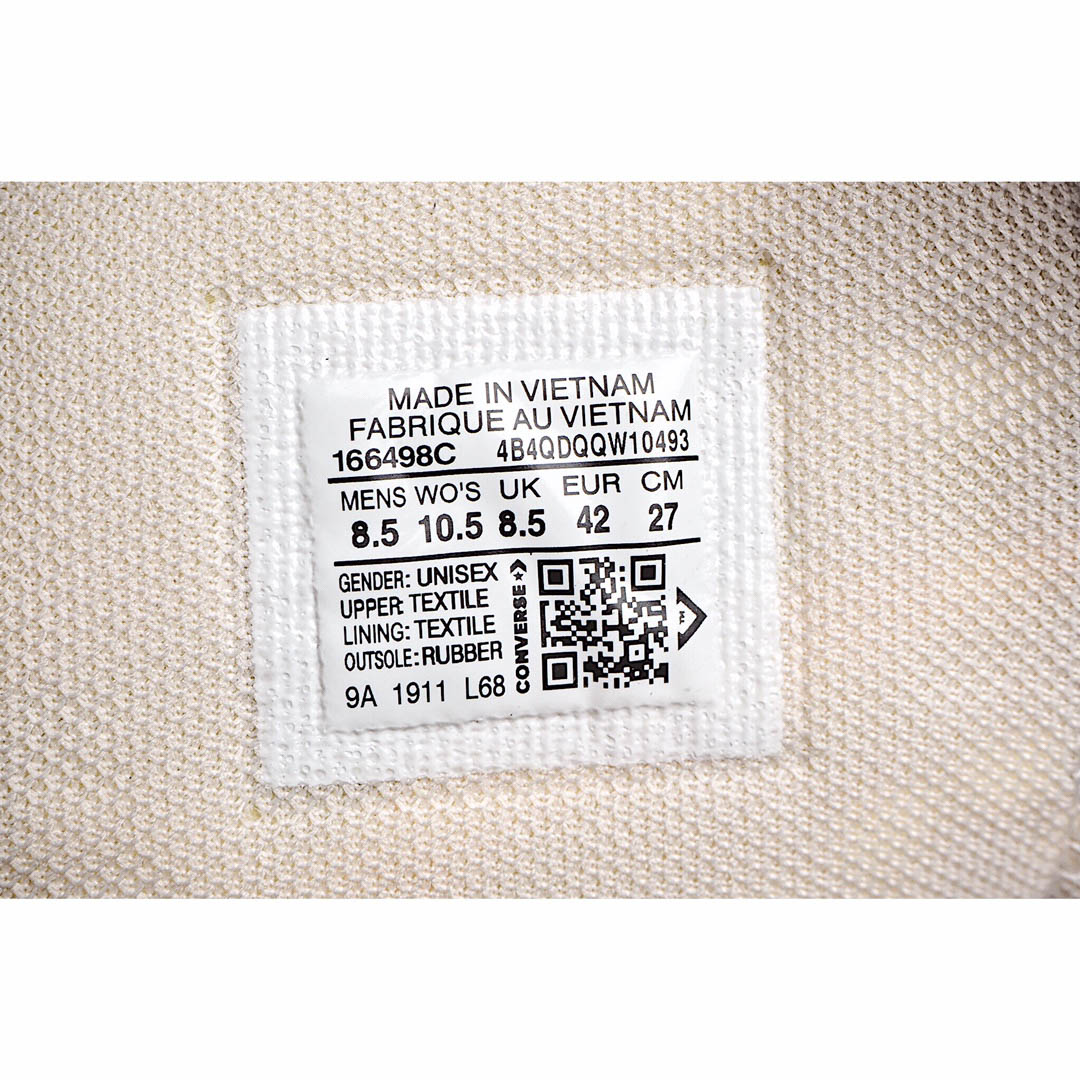 MADE IN VIETNAM
FABRIQUE AU VIETNAM
166498C 4B4QDQQW10493
MENS WO'S UK EUR CM
8.5 10.5 8.5 42 27
GENDER: UNISEX
UPPER: TEXTILE
LINING: TEXTILE
OUTSOLE: RUBBER
9A 1911 L68
CONVERSE
TM